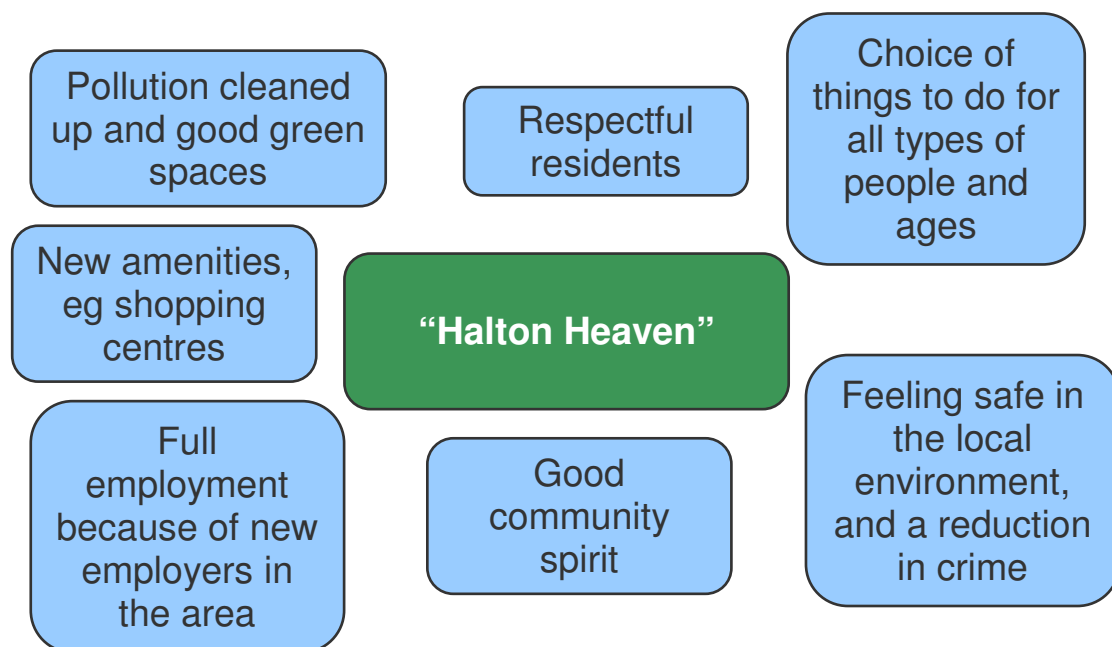 Pollution cleaned
up and good green
spaces
Respectful
residents
Choice of
things to do for
all types of
people and
ages
New amenities,
eg shopping
centres
“Halton Heaven”
Full
employment
because of new
employers in
the area
Good
community
spirit
Feeling safe in
the local
environment,
and a reduction
in crime